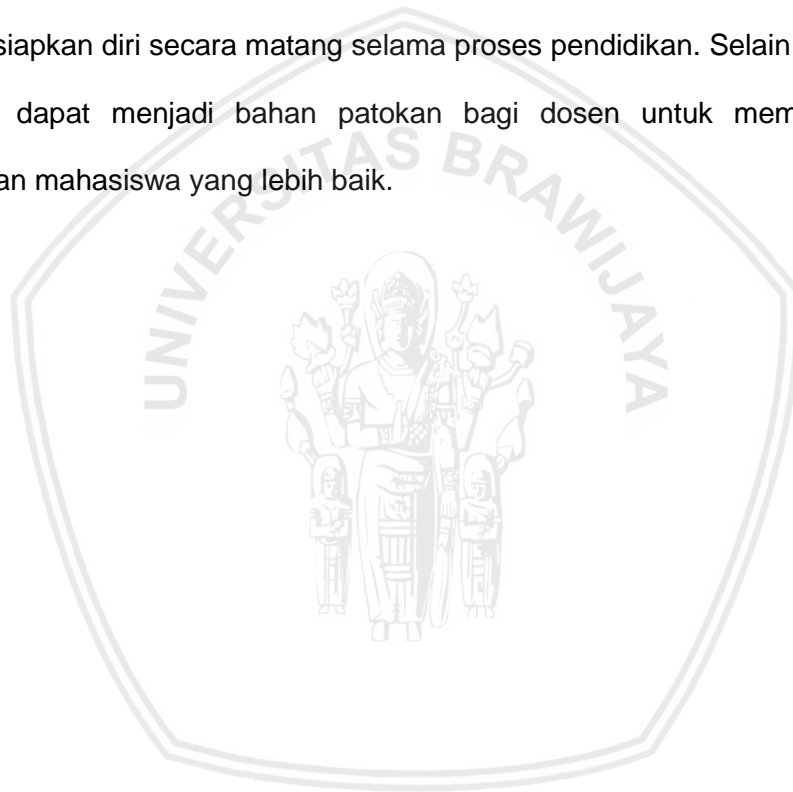 siapkan diri secara matang selama proses pendidikan. Selain
dapat menjadi bahan patokan bagi dosen untuk mem
an mahasiswa yang lebih baik.
UNIVERSITAS BRAWIJAYA